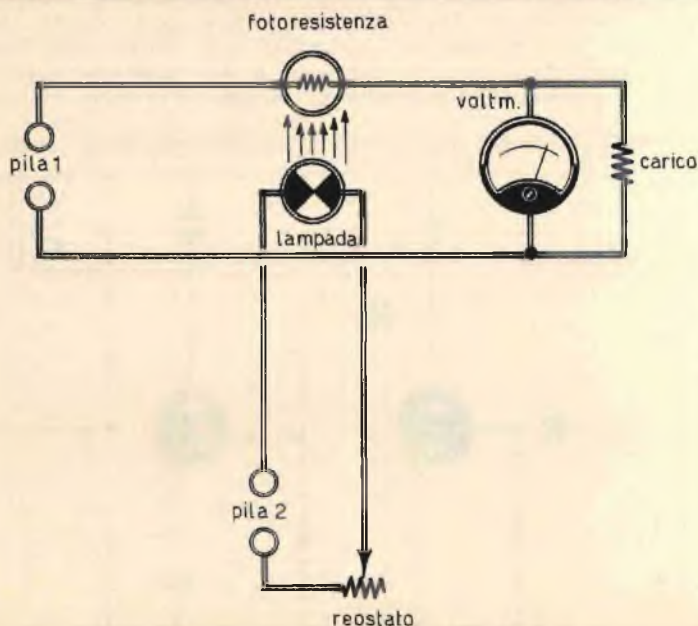 fotoresistenza
voltm.
pila 1
carico
lampada
pila 2
reostato